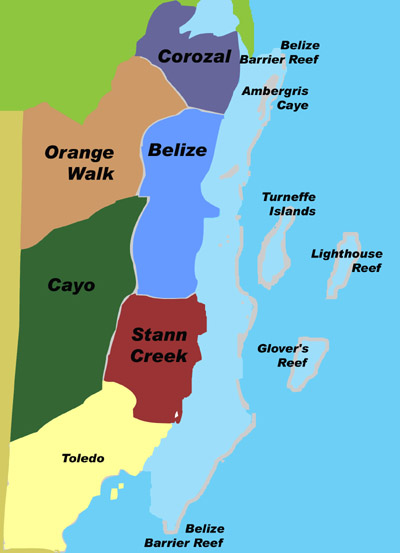 Corozal
Belize
Barrier Reef
Ambergris
Caye
Orange
Walk
Belize
Turneffe
Islands
Lighthouse
Reef
Cayo
Stann
Creek
Glover's
Reef
Toledo
Belize
Barrier Reef